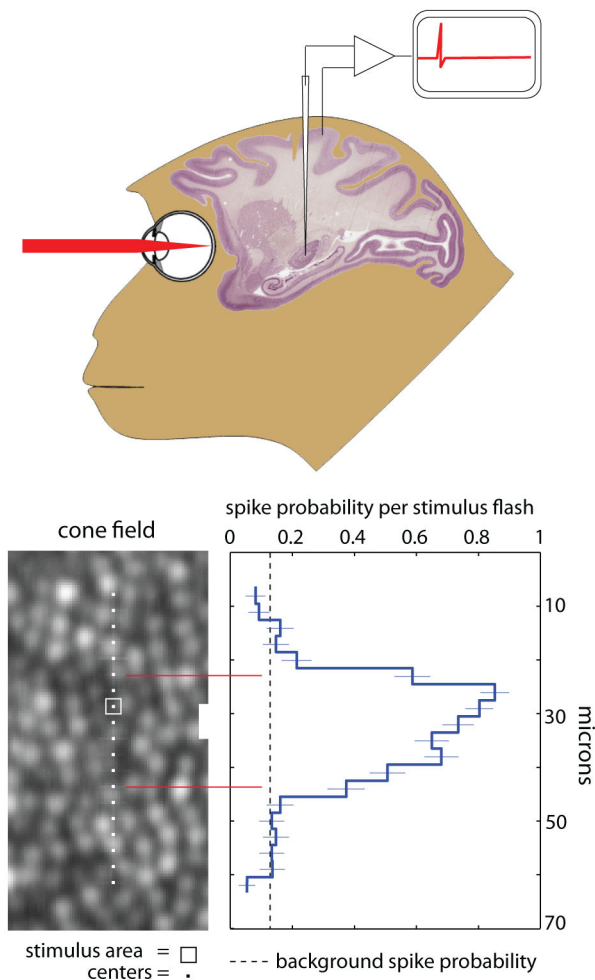 spike probability per stimulus flash
cone field
0 0.2 0.4 0.6 0.8 1
10
30
50
70
microns
stimulus area =
centers =
background spike probability